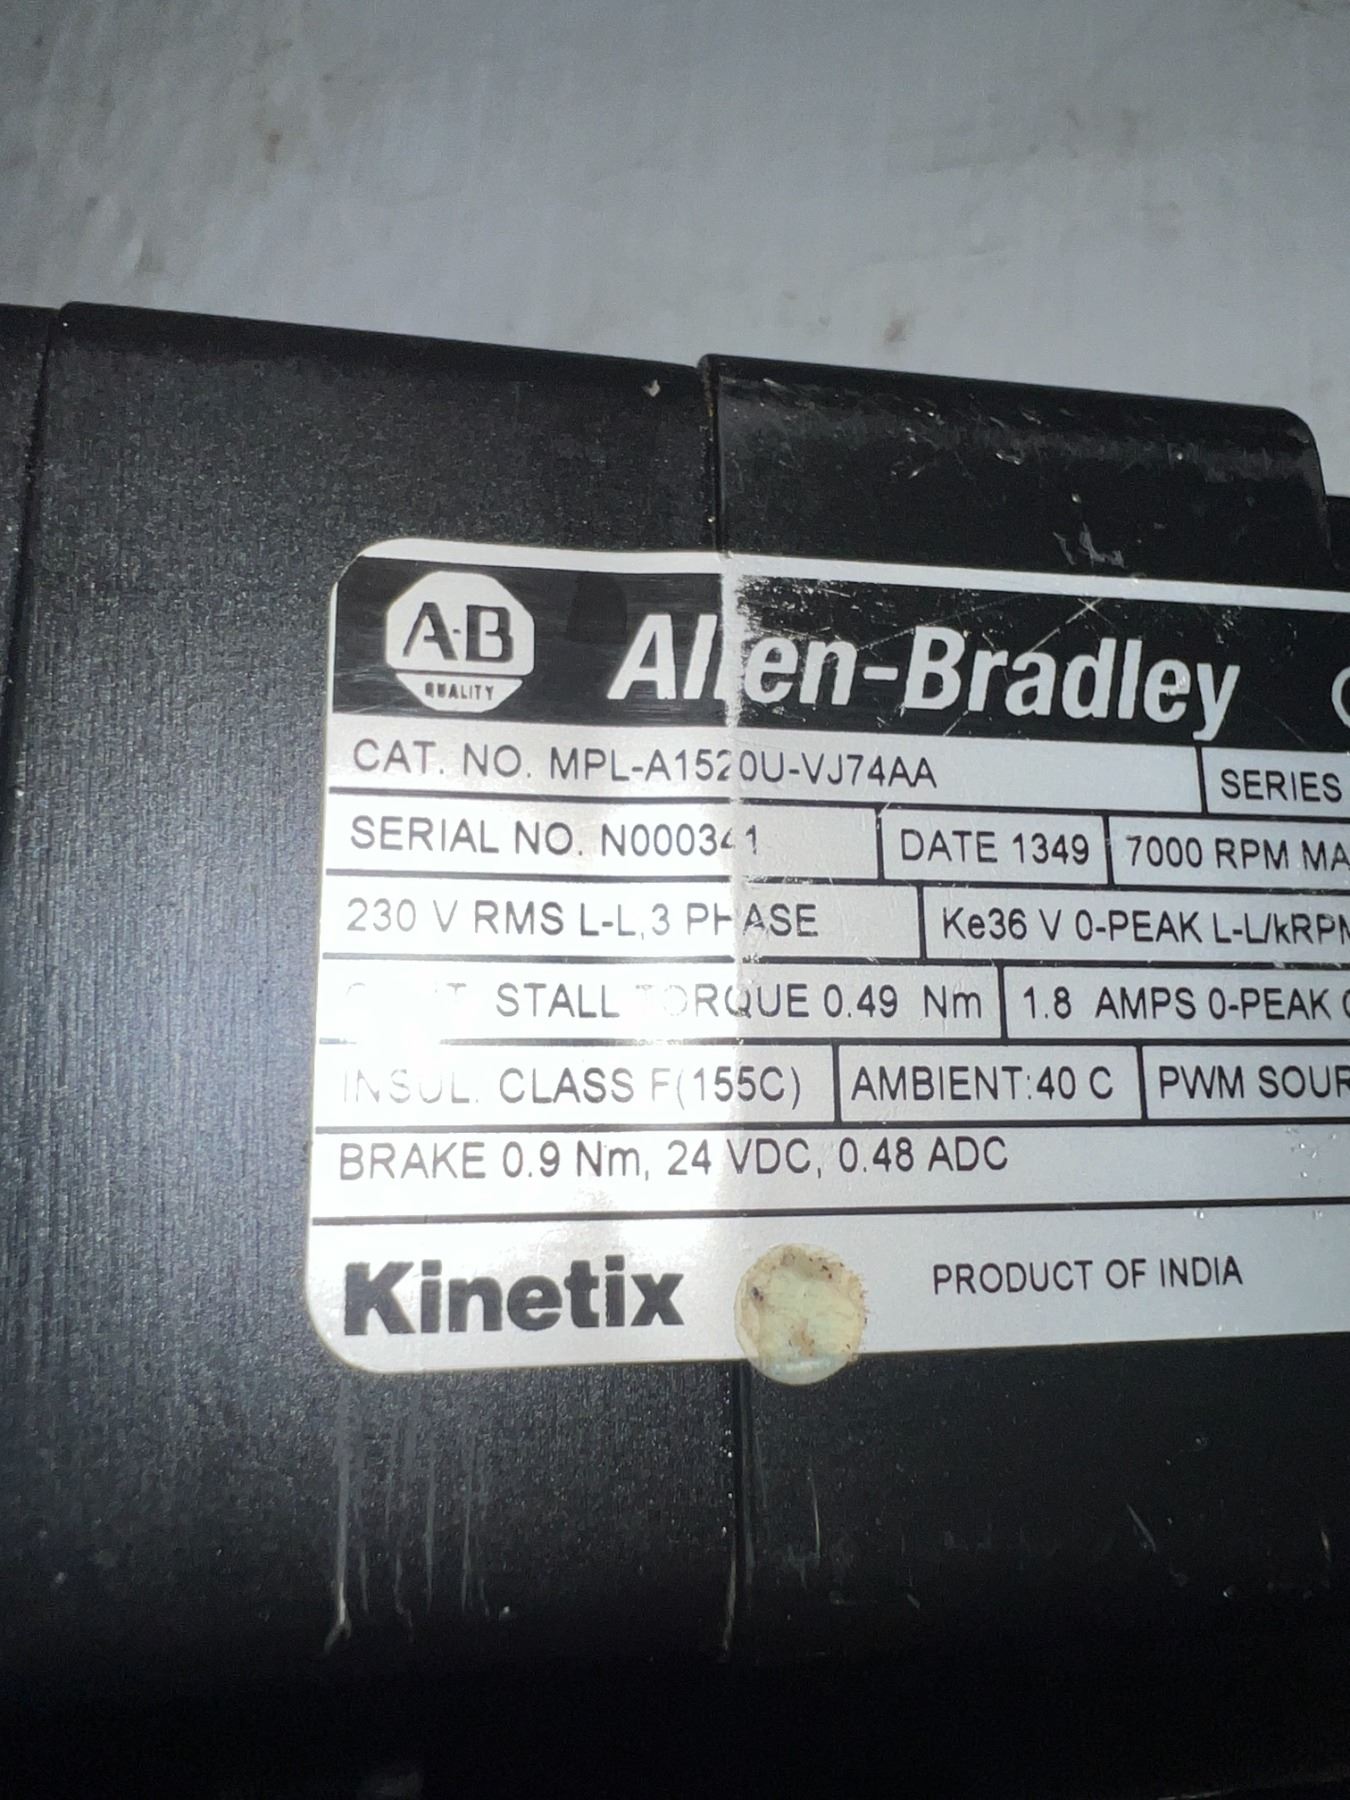 A-B
QUALITY
Allen-Bradley
CAT. NO. MPL-A1520U-VJ74AA
SERIES
SERIAL NO. N000341
DATE 1349
7000 RPM MA
230 V RMS L-L,3 PHASE
Ke36 V 0-PEAK L-L/kRPM
STALL TORQUE 0.49 Nm
1.8 AMPS 0-PEAK
INSUL. CLASS F(155C)
AMBIENT:40 C
PWM SOUR
BRAKE 0.9 Nm, 24 VDC, 0.48 ADC
Kinetix
PRODUCT OF INDIA